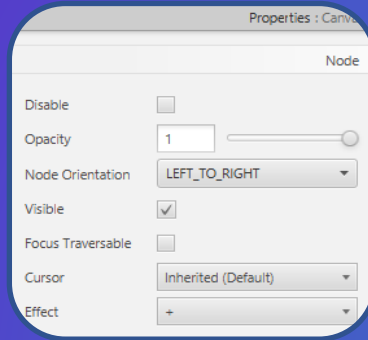 Properties : Canva
Node
Disable
Opacity 1
Node Orientation LEFT_TO_RIGHT
Visible
Focus Traversable
Cursor Inherited (Default)
Effect +